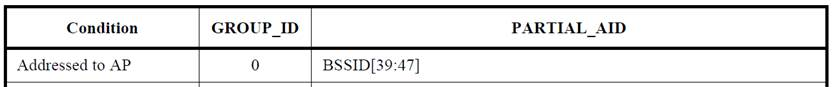 Condition GROUP_ID PARTIAL_AID
Addressed to AP 0 BSSID[39:47]